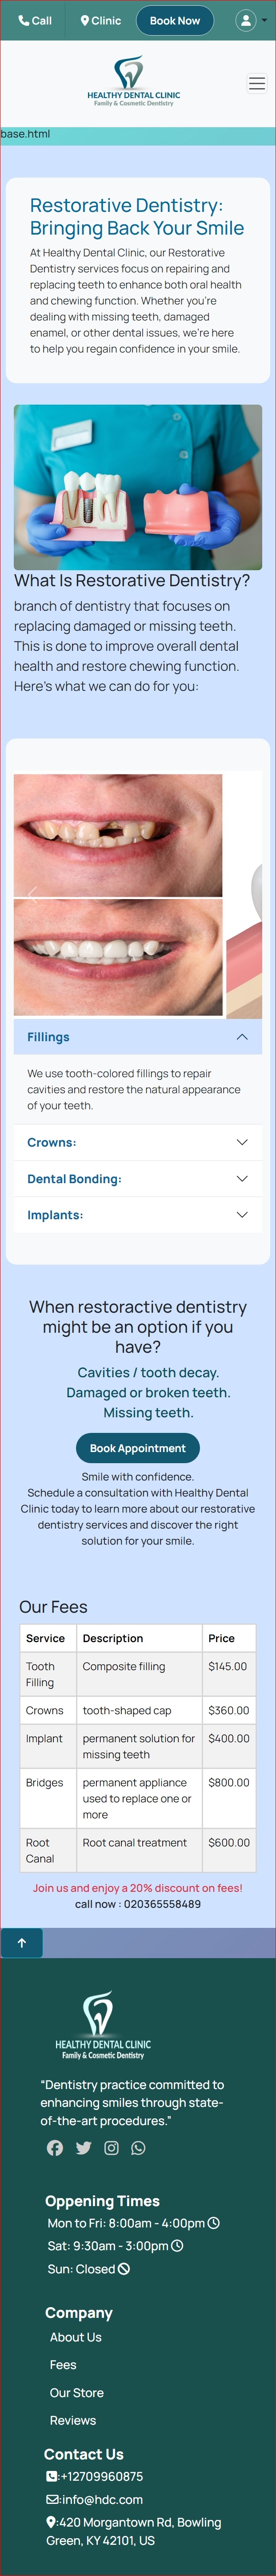 Call Clinic Book Now
HEALTHY DENTAL CLINIC
Family & Cosmetic Dentistry
base.html
Restorative Dentistry:
Bringing Back Your Smile
At Healthy Dental Clinic, our Restorative
Dentistry services focus on repairing and
replacing teeth to enhance both oral health
and chewing function. Whether you're
dealing with missing teeth, damaged
enamel, or other dental issues, we're here
to help you regain confidence in your smile.
What Is Restorative Dentistry?
branch of dentistry that focuses on
replacing damaged or missing teeth.
This is done to improve overall dental
health and restore chewing function.
Here's what we can do for you:
Fillings
We use tooth-colored fillings to repair
cavities and restore the natural appearance
of your teeth.
Crowns:
Dental Bonding:
Implants:
When restoractive dentistry
might be an option if you
have?
Cavities / tooth decay.
Damaged or broken teeth.
Missing teeth.
Book Appointment
Smile with confidence.
Schedule a consultation with Healthy Dental
Clinic today to learn more about our restorative
dentistry services and discover the right
solution for your smile.
Our Fees
Service Description Price
Tooth Composite filling $145.00
Filling
Crowns tooth-shaped cap $360.00
Implant permanent solution for $400.00
missing teeth
Bridges permanent appliance $800.00
used to replace one or
more
Root Root canal treatment $600.00
Canal
Join us and enjoy a 20% discount on fees!
call now : 020365558489
HEALTHY DENTAL CLINIC
Family & Cosmetic Dentistry
“Dentistry practice committed to
enhancing smiles through state-
of-the-art procedures.”
Oppening Times
Mon to Fri: 8:00am - 4:00pm
Sat: 9:30am - 3:00pm
Sun: Closed
Company
About Us
Fees
Our Store
Reviews
Contact Us
:+12709960875
:info@hdc.com
:420 Morgantown Rd, Bowling
Green, KY 42101, US